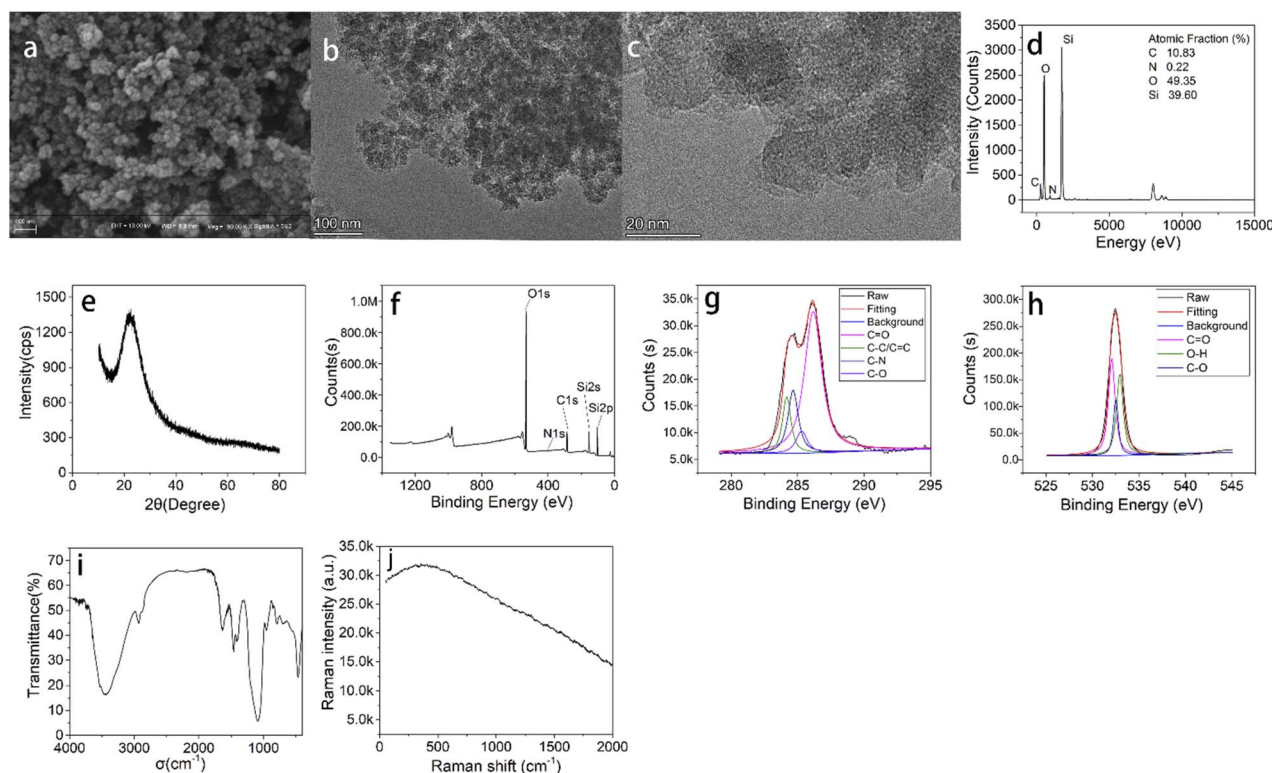 a
100 nm
EHT = 10.00 kV
b
100 nm
c
20 nm
d
Intensity (Counts)
3500
3000
2500
2000
1500
1000
500
0
C
O
N
Si
Atomic Fraction (%)
C 10.83
N 0.22
O 49.35
Si 39.60
0 5000 10000 15000
Energy (eV)
e
Intensity(cps)
1500
1200
900
600
300
0
0 20 40 60 80
2θ(Degree)
f
Counts(s)
1.0M
800.0k
600.0k
400.0k
200.0k
0.0
O1s
Si2s
C1s
Si2p
N1s
1200 800 400 0
Binding Energy (eV)
g
Counts (s)
35.0k
30.0k
25.0k
20.0k
15.0k
10.0k
5.0k
Raw
Fitting
Background
C=O
C-C/C=C
C-N
C-O
280 285 290 295
Binding Energy (eV)
h
Counts (s)
300.0k
250.0k
200.0k
150.0k
100.0k
50.0k
0.0
Raw
Fitting
Background
C=O
O-H
C-O
525 530 535 540 545
Binding Energy (eV)
i
Transmittance(%)
70
60
50
40
30
20
10
0
4000 3000 2000 1000
σ(cm-1)
j
Raman intensity (a.u.)
35.0k
30.0k
25.0k
20.0k
15.0k
10.0k
5.0k
0 500 1000 1500 2000
Raman shift (cm-1)